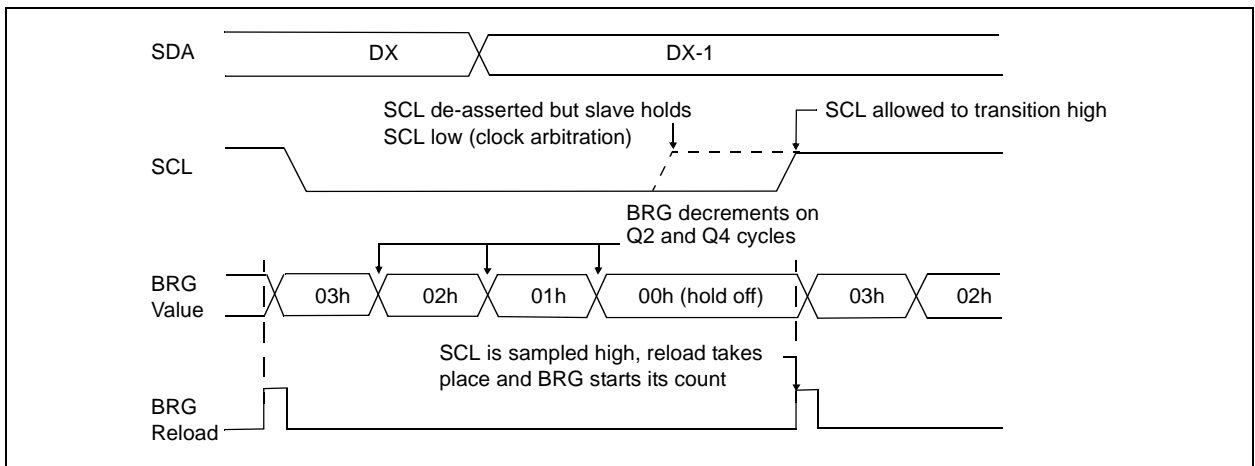 SDA
DX
DX-1
SCL de-asserted but slave holds
SCL low (clock arbitration)
SCL allowed to transition high
SCL
BRG decrements on
Q2 and Q4 cycles
BRG
Value
03h
02h
01h
00h (hold off)
03h
02h
SCL is sampled high, reload takes
place and BRG starts its count
BRG
Reload